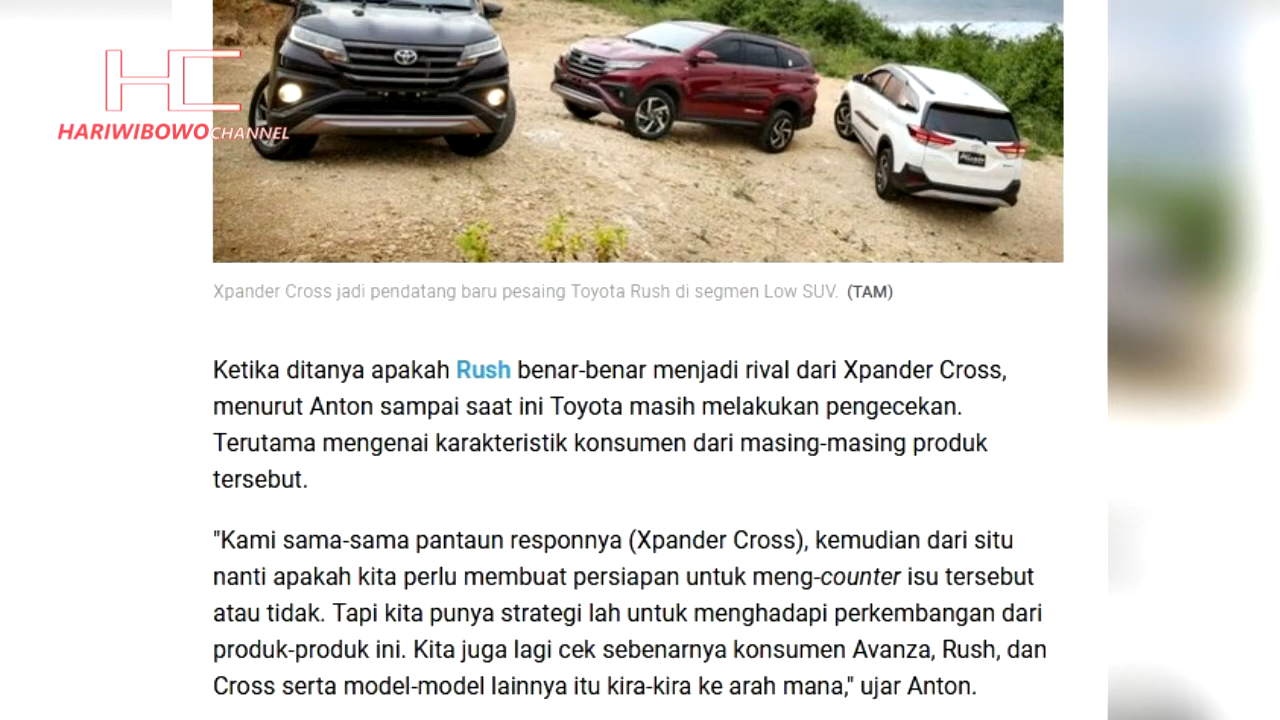 HC
HARIWIBOWOCHANNEL
Xpander Cross jadi pendatang baru pesaing Toyota Rush di segmen Low SUV. (TAM)
Ketika ditanya apakah Rush benar-benar menjadi rival dari Xpander Cross,
menurut Anton sampai saat ini Toyota masih melakukan pengecekan.
Terutama mengenai karakteristik konsumen dari masing-masing produk
tersebut.
"Kami sama-sama pantaun responnya (Xpander Cross), kemudian dari situ
nanti apakah kita perlu membuat persiapan untuk meng-counter isu tersebut
atau tidak. Tapi kita punya strategi lah untuk menghadapi perkembangan dari
produk-produk ini. Kita juga lagi cek sebenarnya konsumen Avanza, Rush, dan
Cross serta model-model lainnya itu kira-kira ke arah mana," ujar Anton.